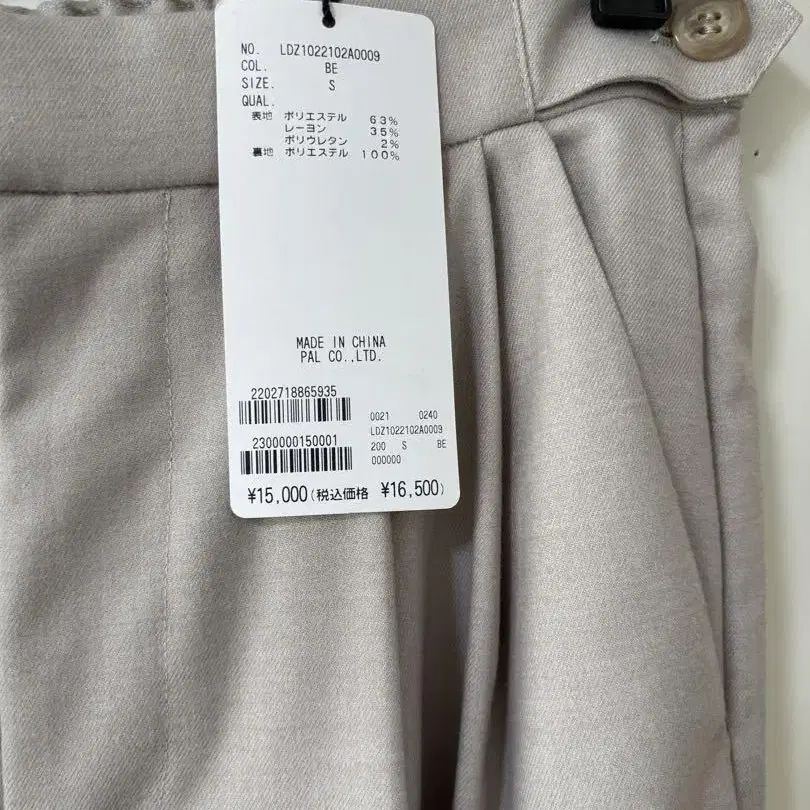 NO. LDZ1022102A0009
COL. BE
SIZE. S
QUAL.
表地 ポリエステル 63%
レーヨン 35%
ポリウレタン 2%
裏地 ポリエステル 100%
MADE IN CHINA
PAL CO.,LTD.
2202718865935
0021 0240
LDZ1022102A0009
2300000150001
200 S BE
000000
¥15,000(税込価格 ¥16,500)